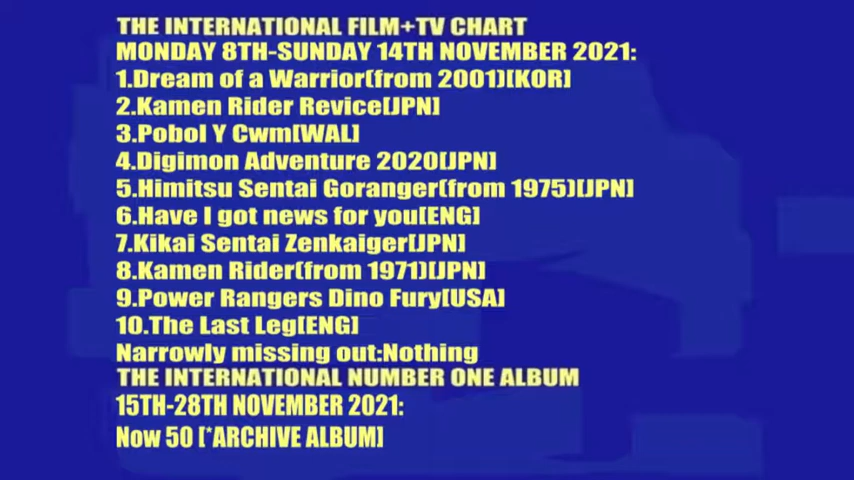 THE INTERNATIONAL FILM+TV CHART
MONDAY 8TH-SUNDAY 14TH NOVEMBER 2021:
1.Dream of a Warrior(from 2001)[KOR]
2.Kamen Rider Revice[JPN]
3.Pobol Y Cwm[WAL]
4.Digimon Adventure 2020[JPN]
5.Himitsu Sentai Goranger(from 1975)[JPN]
6.Have I got news for you[ENG]
7.Kikai Sentai Zenkaiger[JPN]
8.Kamen Rider(from 1971)[JPN]
9.Power Rangers Dino Fury[USA]
10.The Last Leg[ENG]
Narrowly missing out:Nothing
THE INTERNATIONAL NUMBER ONE ALBUM
15TH-28TH NOVEMBER 2021:
Now 50 [*ARCHIVE ALBUM]